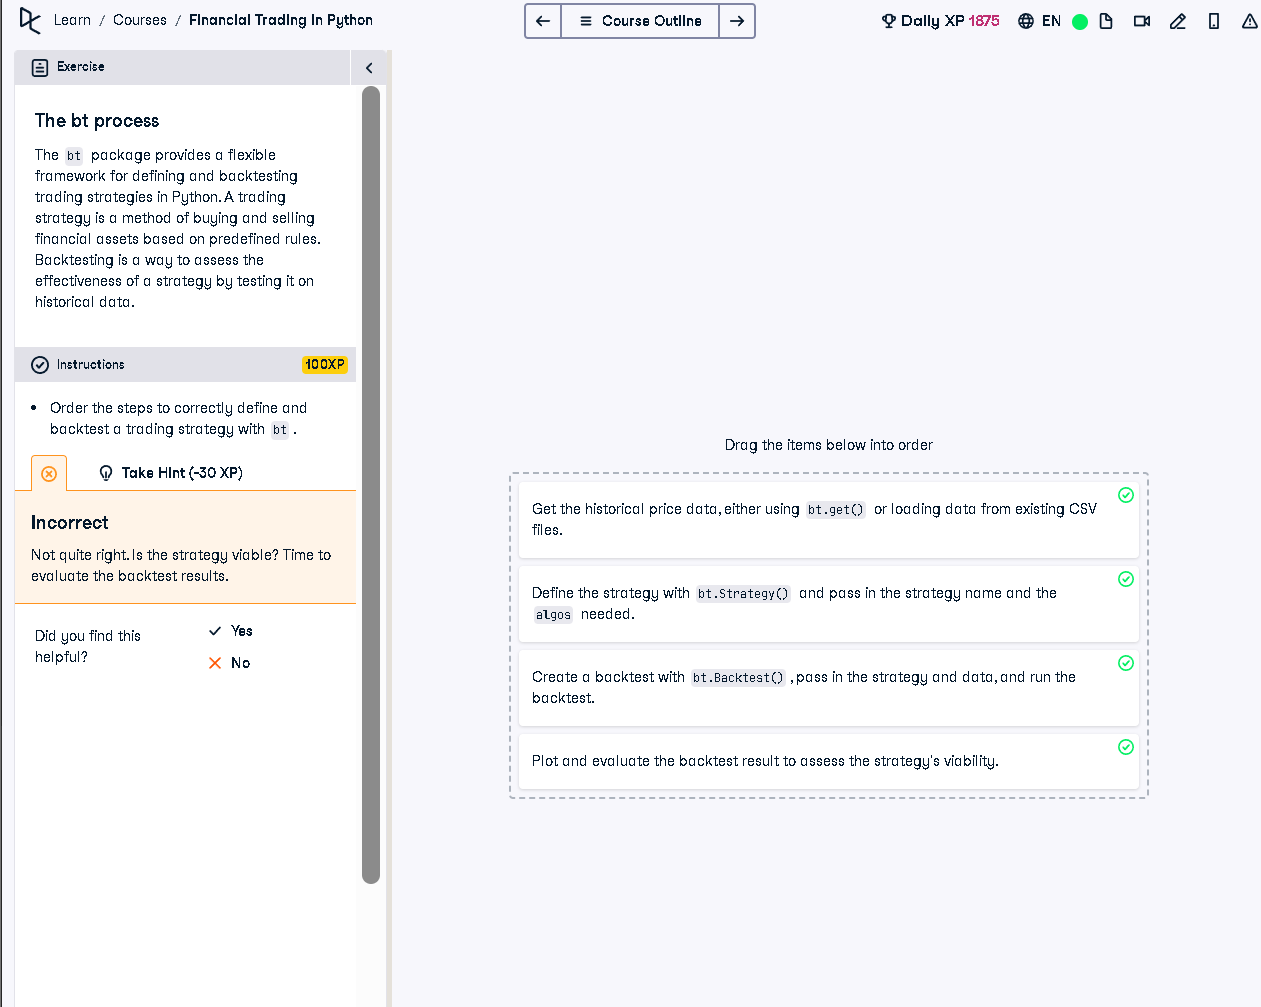 Learn / Courses / Financial Trading in Python
Course Outline
Daily XP 1875
EN
Exercise
The bt process
The bt package provides a flexible
framework for defining and backtesting
trading strategies in Python. A trading
strategy is a method of buying and selling
financial assets based on predefined rules.
Backtesting is a way to assess the
effectiveness of a strategy by testing it on
historical data.
Instructions
100XP
Order the steps to correctly define and
backtest a trading strategy with bt .
Take Hint (-30 XP)
Incorrect
Not quite right. Is the strategy viable? Time to
evaluate the backtest results.
Did you find this
helpful?
Yes
No
Drag the items below into order
Get the historical price data, either using bt.get() or loading data from existing CSV
files.
Define the strategy with bt.Strategy() and pass in the strategy name and the
algos needed.
Create a backtest with bt.Backtest() , pass in the strategy and data, and run the
backtest.
Plot and evaluate the backtest result to assess the strategy's viability.